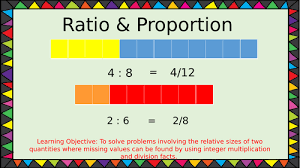 Ratio & Proportion
4 : 8 = 4/12
2 : 6 = 2/8
Learning Objective: To solve problems involving the relative sizes of two
quantities where missing values can be found by using integer multiplication
and division facts.